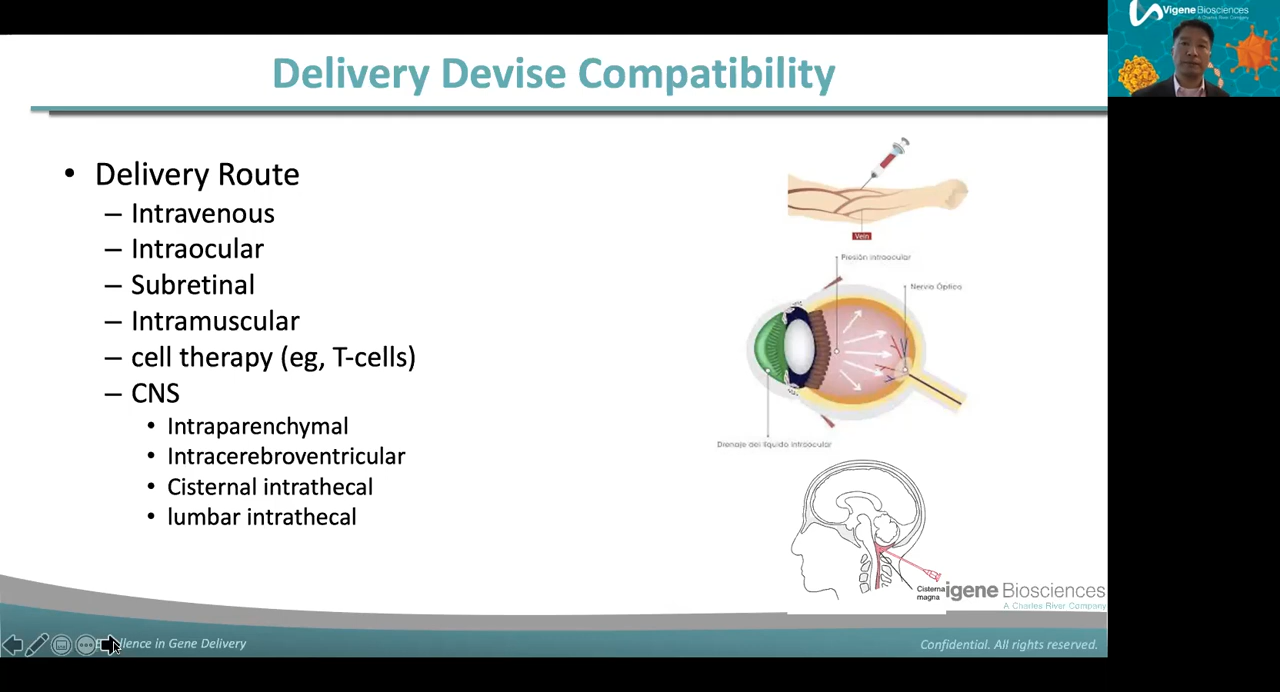 Vigene Biosciences
A Charles River Company
Delivery Devise Compatibility
• Delivery Route
– Intravenous
– Intraocular
– Subretinal
– Intramuscular
– cell therapy (eg, T-cells)
– CNS
• Intraparenchymal
• Intracerebroventricular
• Cisternal intrathecal
• lumbar intrathecal
Vein
Presión intraocular
Nervio Óptico
Drenaje del líquido intraocular
Cisterna
magna
igene Biosciences
A Charles River Company
llence in Gene Delivery
Confidential. All rights reserved.